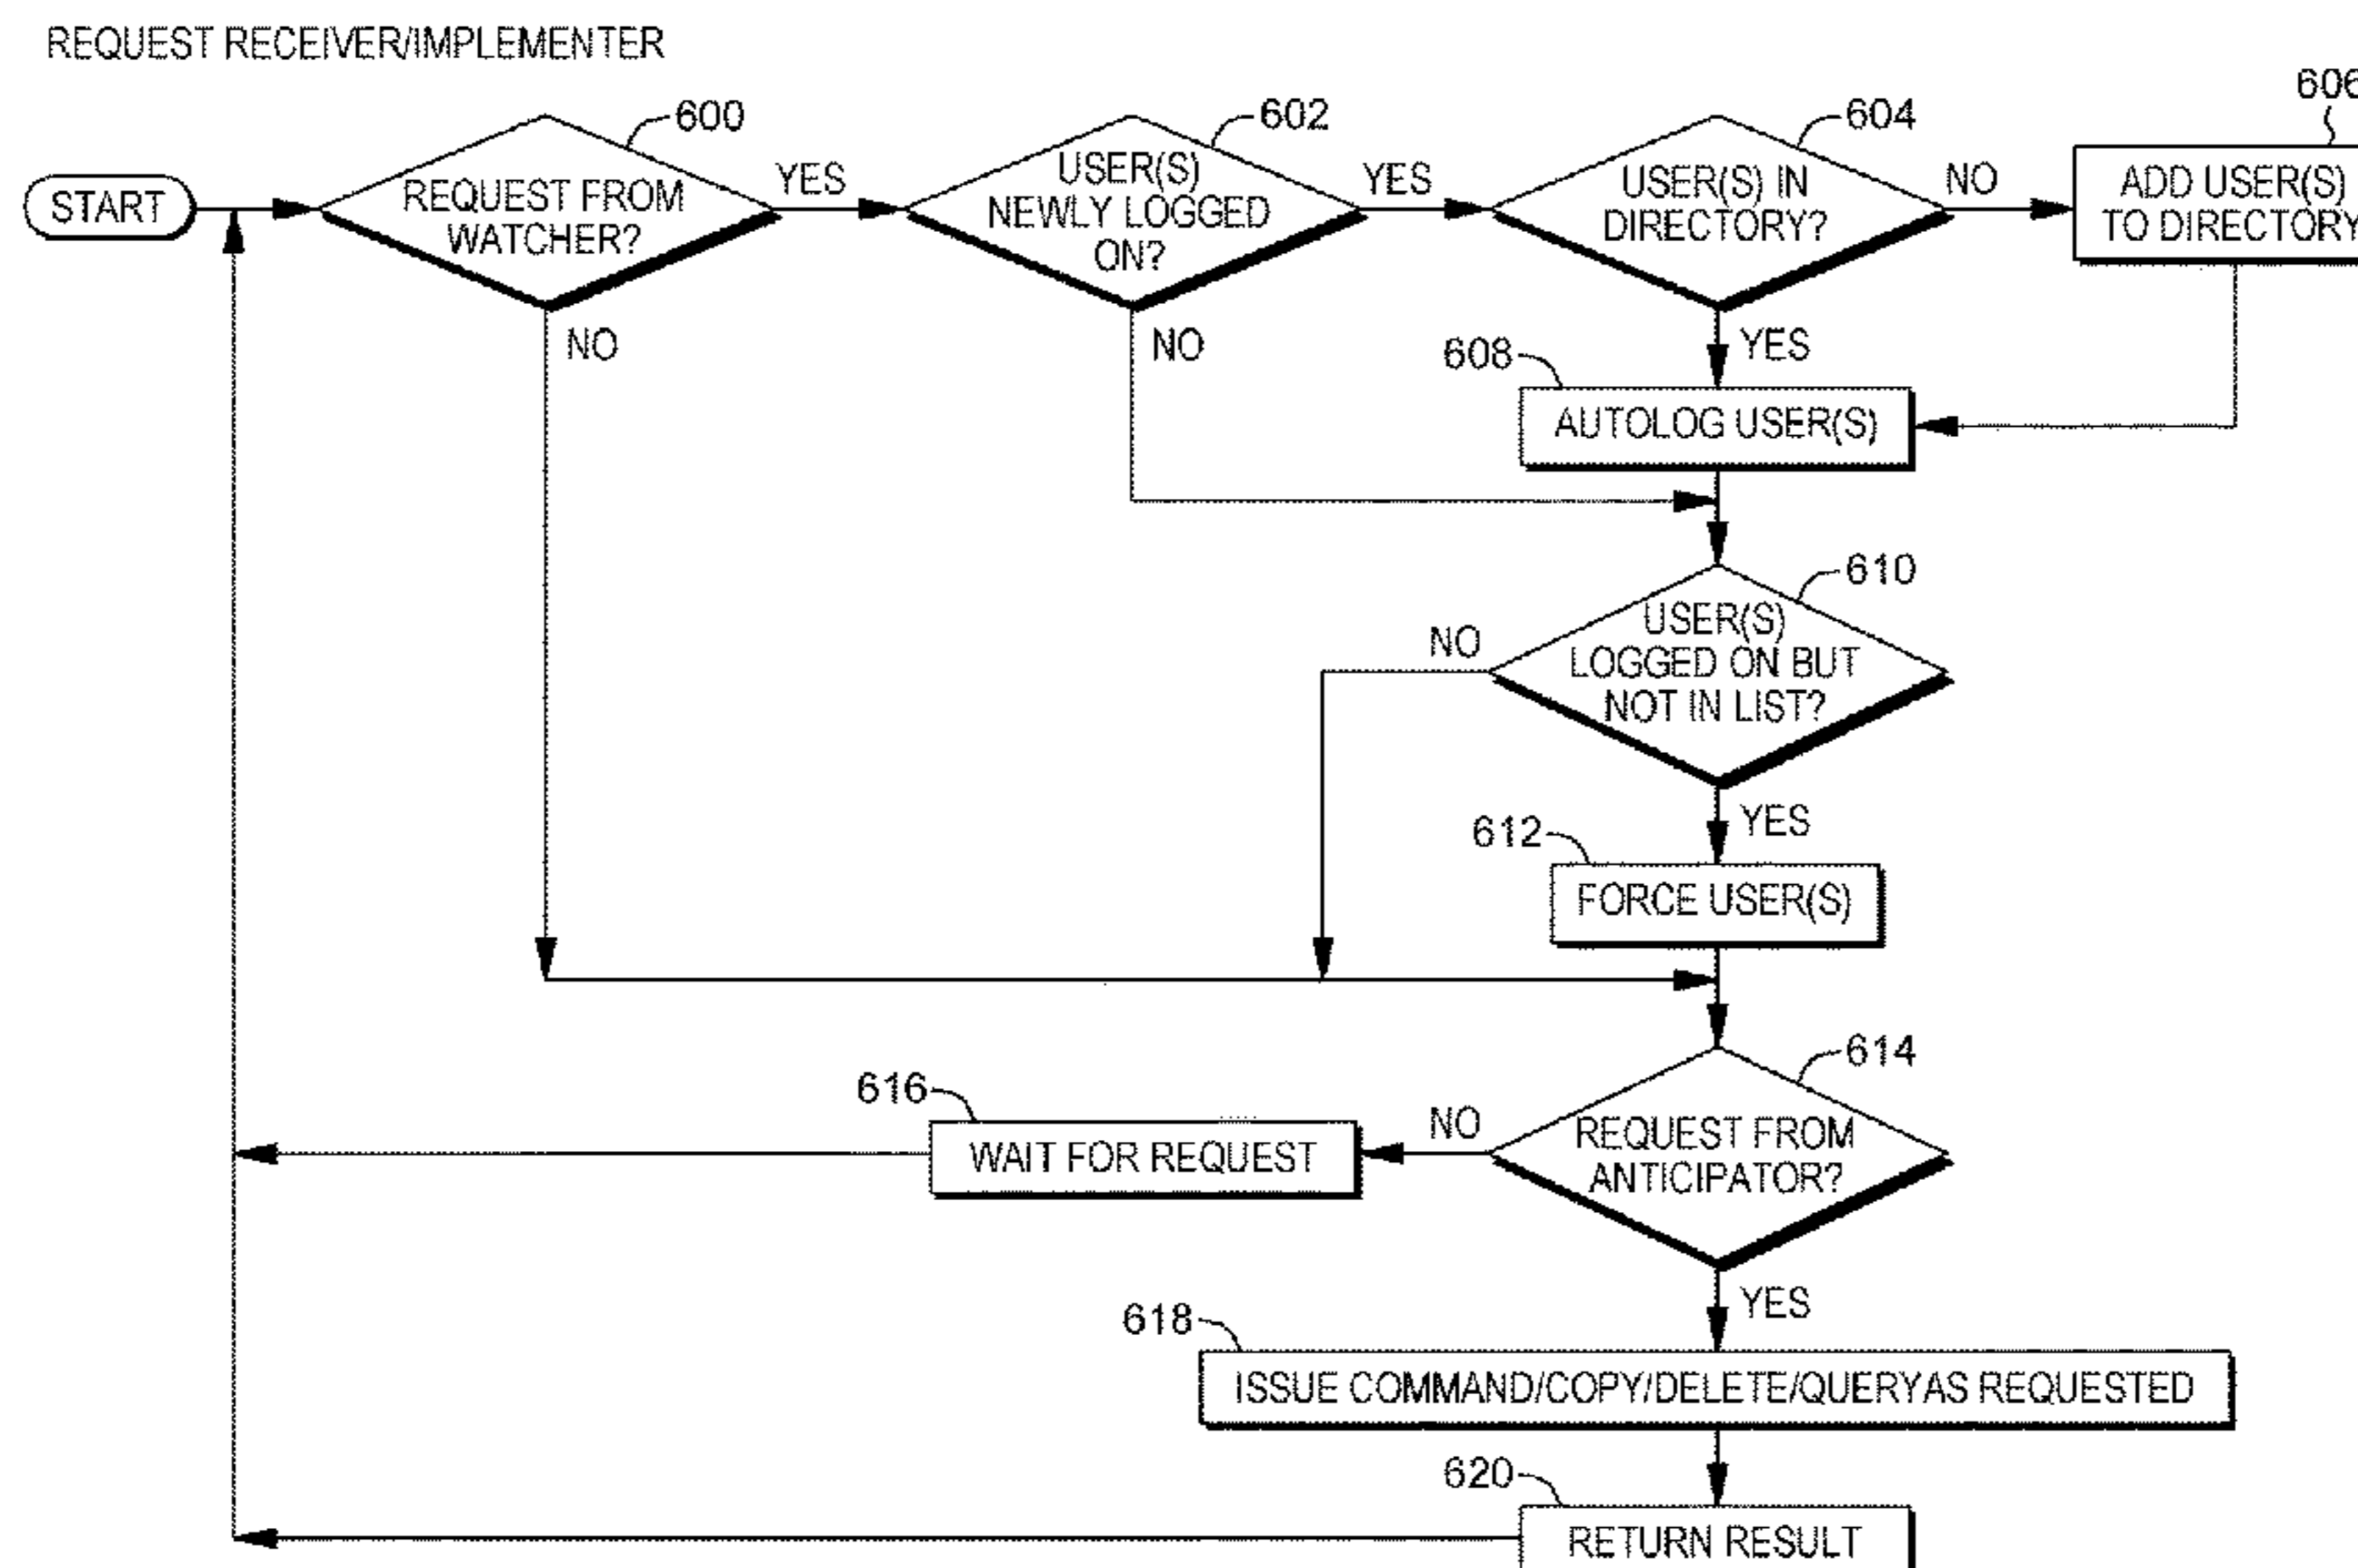 REQUEST RECEIVER/IMPLEMENTER
600
602
604
606
START
REQUEST FROM
WATCHER?
YES
USER(S)
NEWLY LOGGED
ON?
YES
USER(S) IN
DIRECTORY?
NO
ADD USER(S)
TO DIRECTORY
NO
NO
YES
608
AUTOLOG USER(S)
610
USER(S)
LOGGED ON BUT
NOT IN LIST?
NO
YES
612
FORCE USER(S)
614
REQUEST FROM
ANTICIPATOR?
NO
616
WAIT FOR REQUEST
YES
618
ISSUE COMMAND/COPY/DELETE/QUERY AS REQUESTED
620
RETURN RESULT